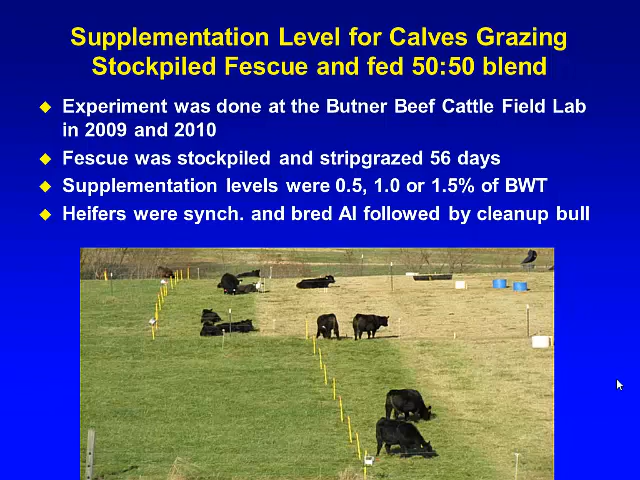 Supplementation Level for Calves Grazing
Stockpiled Fescue and fed 50:50 blend
Experiment was done at the Butner Beef Cattle Field Lab
in 2009 and 2010
Fescue was stockpiled and stripgrazed 56 days
Supplementation levels were 0.5, 1.0 or 1.5% of BWT
Heifers were synch. and bred AI followed by cleanup bull